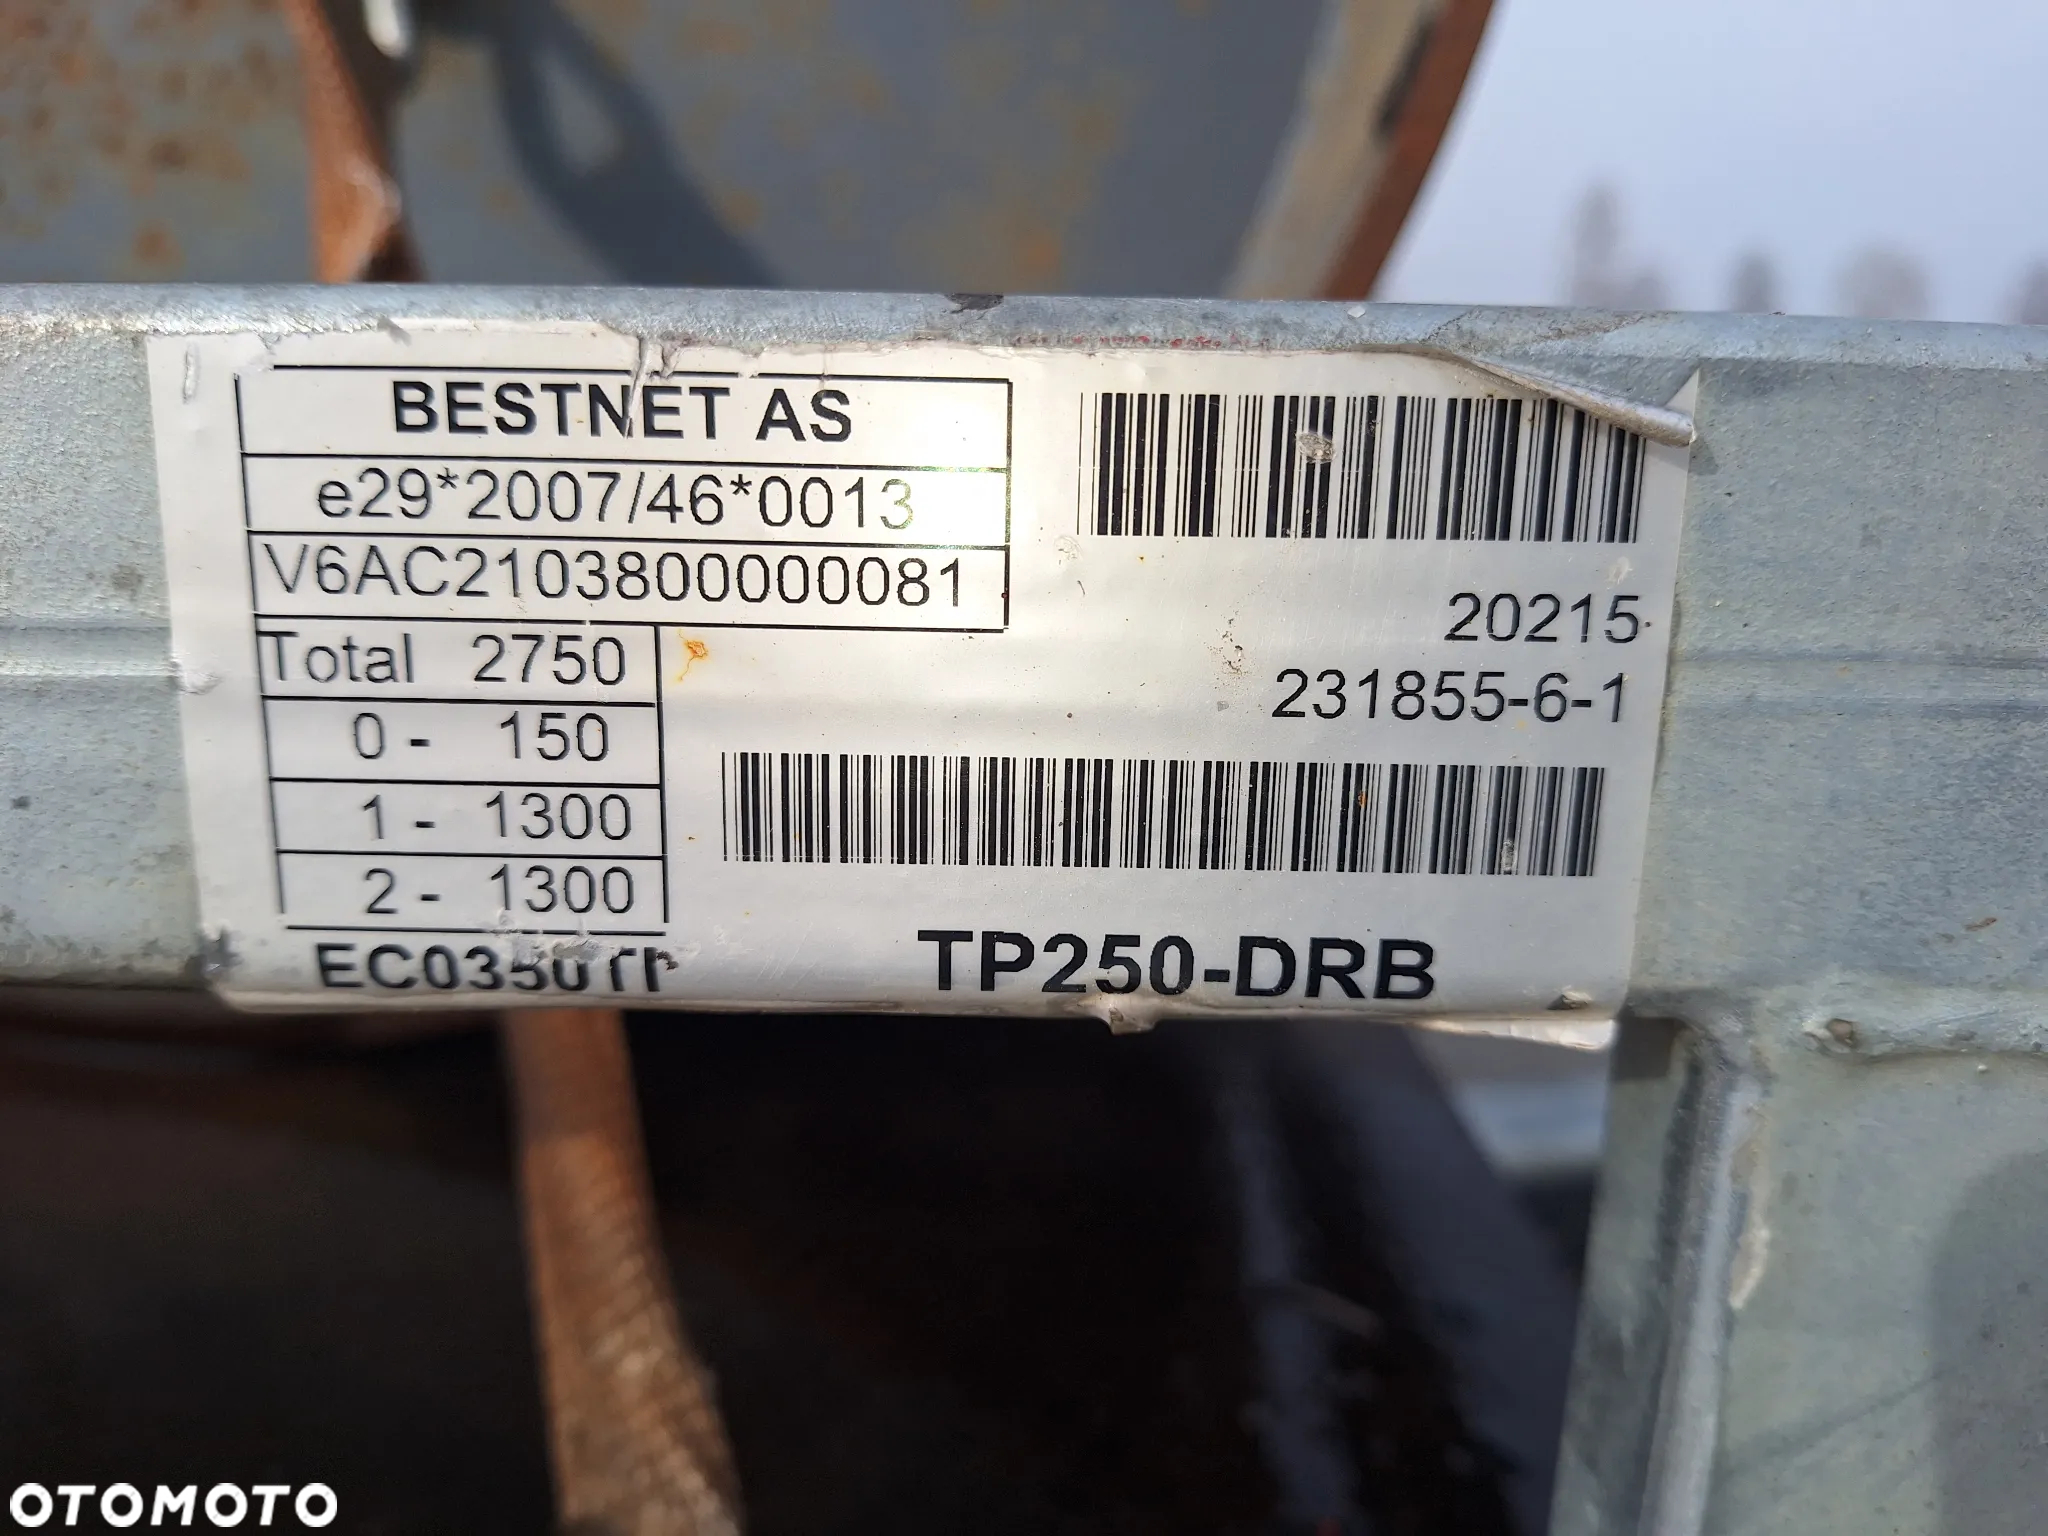 BESTNET AS
e29*2007/46*0013
V6AC2103800000081
Total 2750
0 - 150
1 - 1300
2 - 1300
20215
231855-6-1
TP250-DRB
OTOMOTO